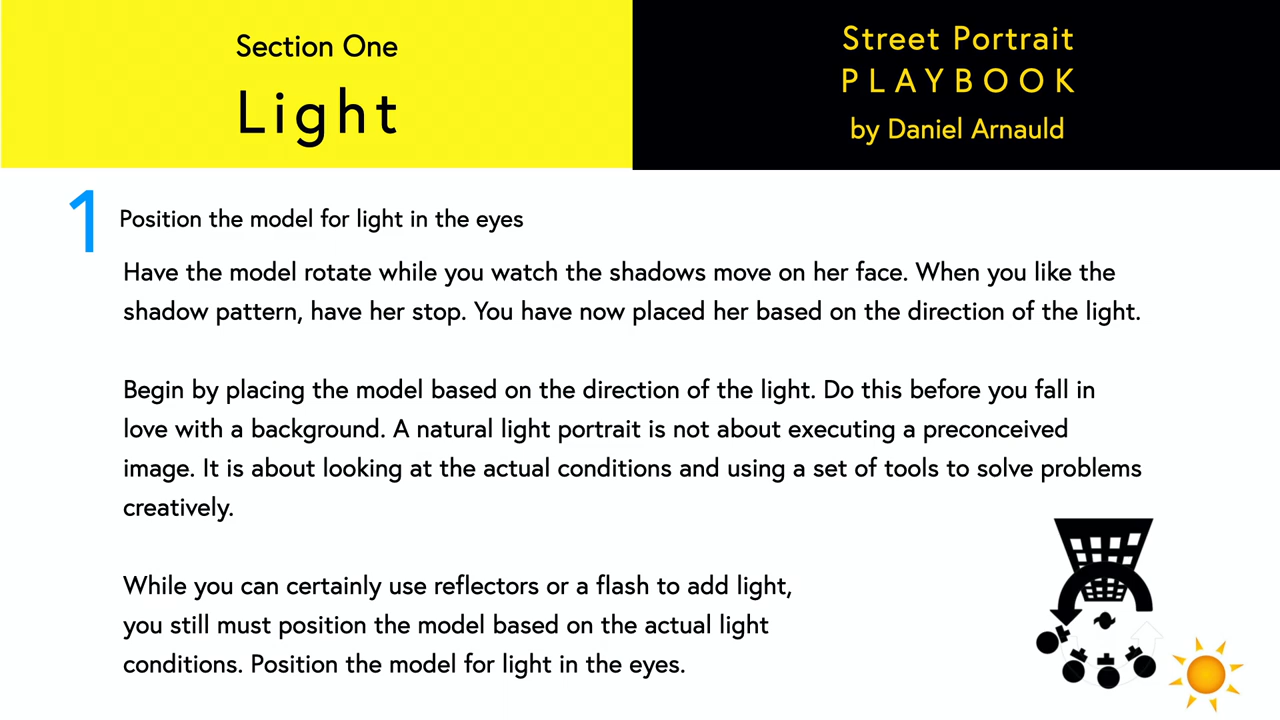 Section One
Light
Street Portrait
PLAYBOOK
by Daniel Arnauld
1 Position the model for light in the eyes
Have the model rotate while you watch the shadows move on her face. When you like the
shadow pattern, have her stop. You have now placed her based on the direction of the light.
Begin by placing the model based on the direction of the light. Do this before you fall in
love with a background. A natural light portrait is not about executing a preconceived
image. It is about looking at the actual conditions and using a set of tools to solve problems
creatively.
While you can certainly use reflectors or a flash to add light,
you still must position the model based on the actual light
conditions. Position the model for light in the eyes.